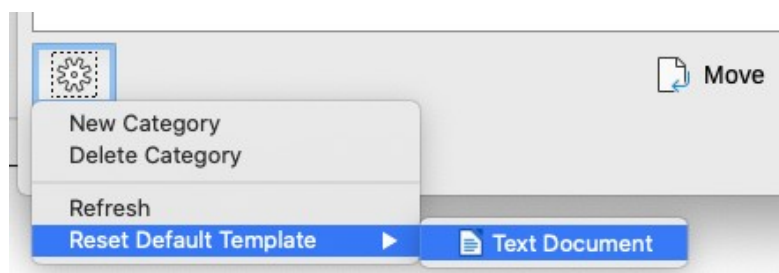 Move
New Category
Delete Category
Refresh
Reset Default Template
Text Document